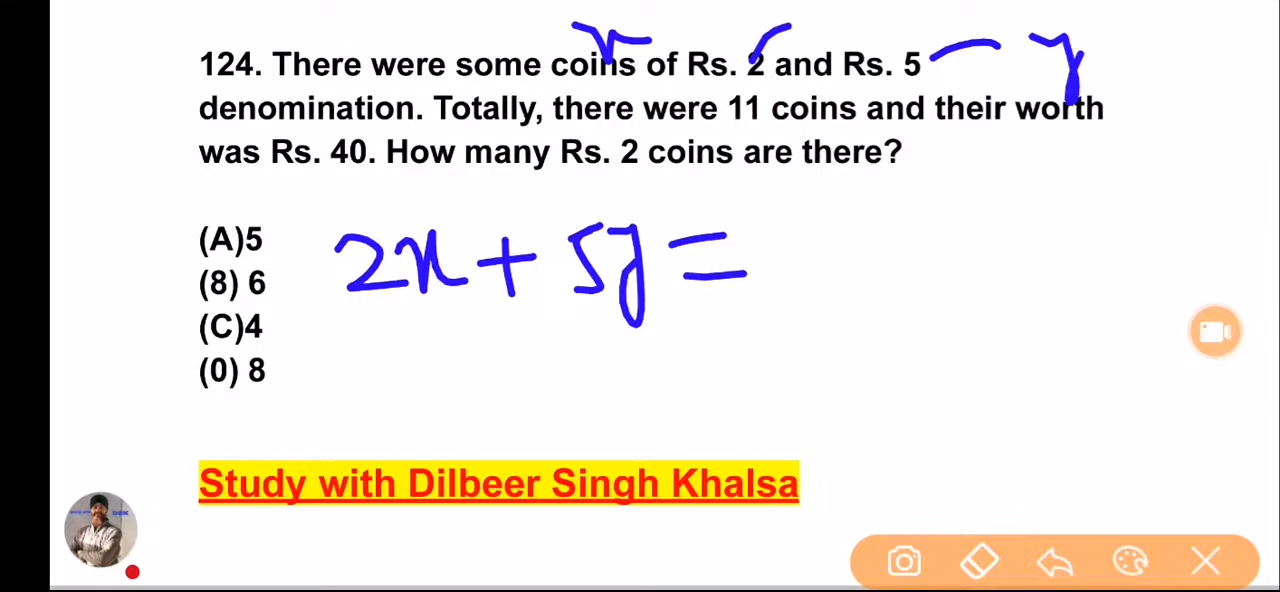 x y
124. There were some coins of Rs. 2 and Rs. 5
denomination. Totally, there were 11 coins and their worth
was Rs. 40. How many Rs. 2 coins are there?
(A)5
(8) 6
(C)4
(0) 8
2x + 5y =
Study with Dilbeer Singh Khalsa